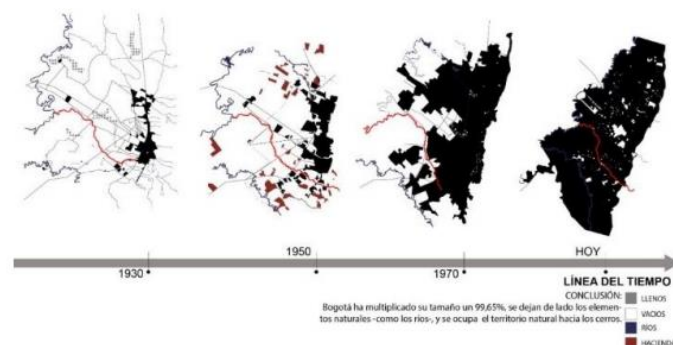 1950
HOY
1930
1970
LÍNEA DEL TIEMPO
CONCLUSIÓN:
Bogotá ha multiplicado su tamaño un 99,65%, se dejan de lado los elemen-
tos naturales -como los rios-, y se ocupa el territorio natural hacia los cerros.
LLENOS
VACIOS
RÍOS